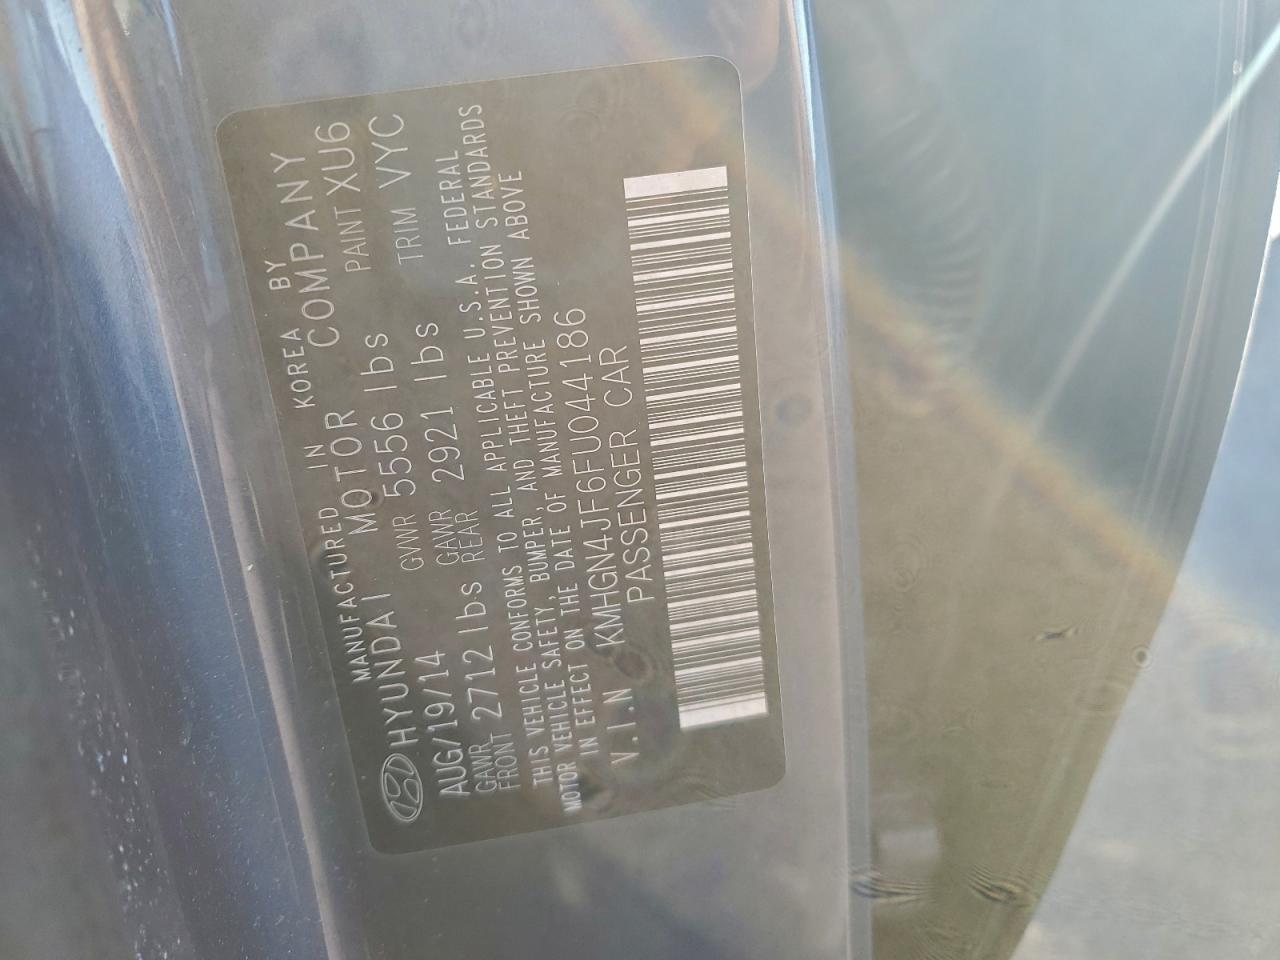 MANUFACTURED IN KOREA BY
HYUNDAI MOTOR COMPANY
AUG/19/14 GVWR 5556 lbs PAINT XU6
GAWR FRONT 2712 lbs GAWR REAR 2921 lbs TRIM VYC
THIS VEHICLE CONFORMS TO ALL APPLICABLE U.S.A. FEDERAL
MOTOR VEHICLE SAFETY, BUMPER, AND THEFT PREVENTION STANDARDS
IN EFFECT ON THE DATE OF MANUFACTURE SHOWN ABOVE
V.I.N KMHGN4JF6FU044186
PASSENGER CAR